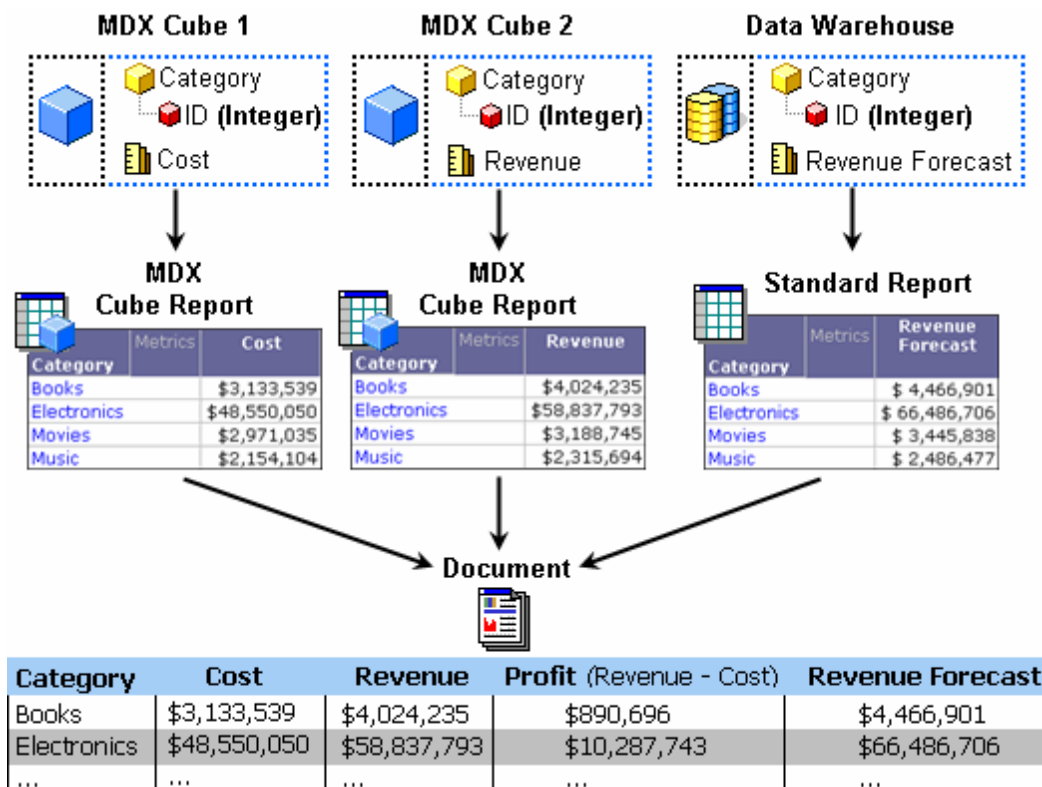 MDX Cube 1
MDX Cube 2
Data Warehouse
Category
ID (Integer)
Cost
Category
ID (Integer)
Revenue
Category
ID (Integer)
Revenue Forecast
MDX
Cube Report
Metrics Cost
Category
Books $3,133,539
Electronics $48,550,050
Movies $2,971,035
Music $2,154,104
MDX
Cube Report
Metrics Revenue
Category
Books $4,024,235
Electronics $58,837,793
Movies $3,188,745
Music $2,315,694
Standard Report
Metrics Revenue
Forecast
Category
Books $ 4,466,901
Electronics $ 66,486,706
Movies $ 3,445,838
Music $ 2,486,477
Document
Category Cost Revenue Profit (Revenue - Cost) Revenue Forecast
Books $3,133,539 $4,024,235 $890,696 $4,466,901
Electronics $48,550,050 $58,837,793 $10,287,743 $66,486,706
... ... ... ... ...